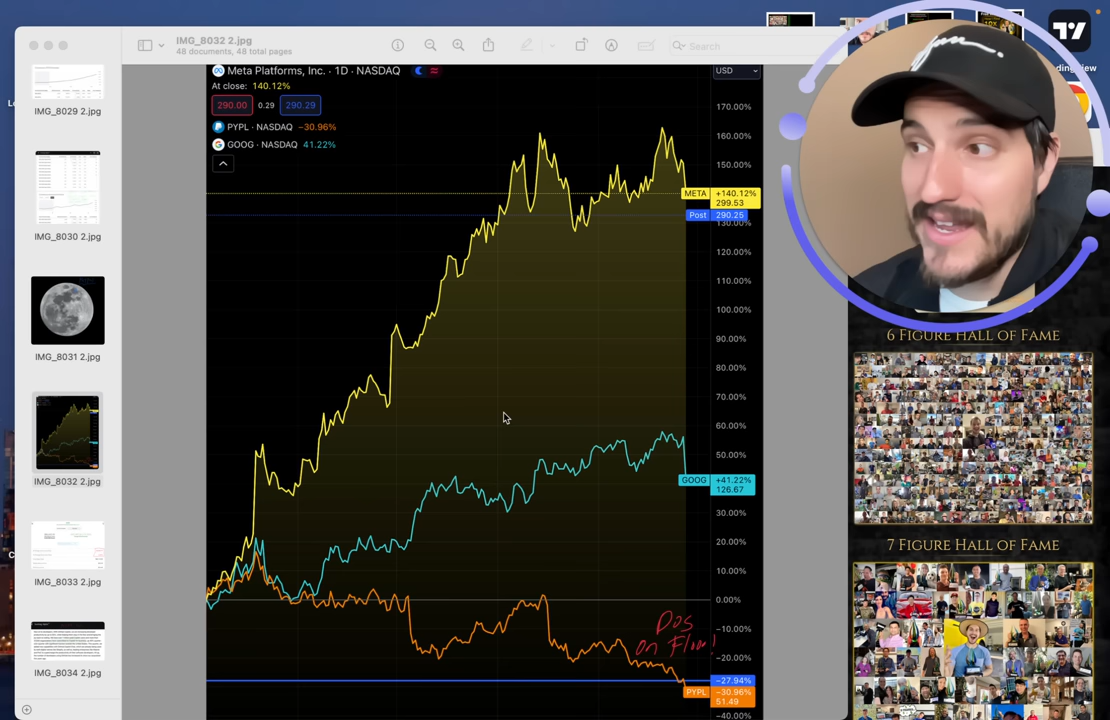 IMG_8032 2.jpg
48 documents, 48 total pages
Search
IMG_8029 2.jpg
IMG_8030 2.jpg
IMG_8031 2.jpg
IMG_8032 2.jpg
IMG_8033 2.jpg
IMG_8034 2.jpg
Meta Platforms, Inc. · 1D · NASDAQ
At close: 140.12%
290.00 0.29 290.29
PYPL · NASDAQ −30.96%
GOOG · NASDAQ 41.22%
USD
170.00%
160.00%
150.00%
META +140.12%
299.53
Post 290.25
130.00%
120.00%
110.00%
100.00%
90.00%
80.00%
70.00%
60.00%
50.00%
GOOG +41.22%
126.67
30.00%
20.00%
10.00%
0.00%
−10.00%
−20.00%
−27.94%
PYPL −30.96%
51.49
−40.00%
on Floor!
6 Figure Hall of Fame
7 Figure Hall of Fame